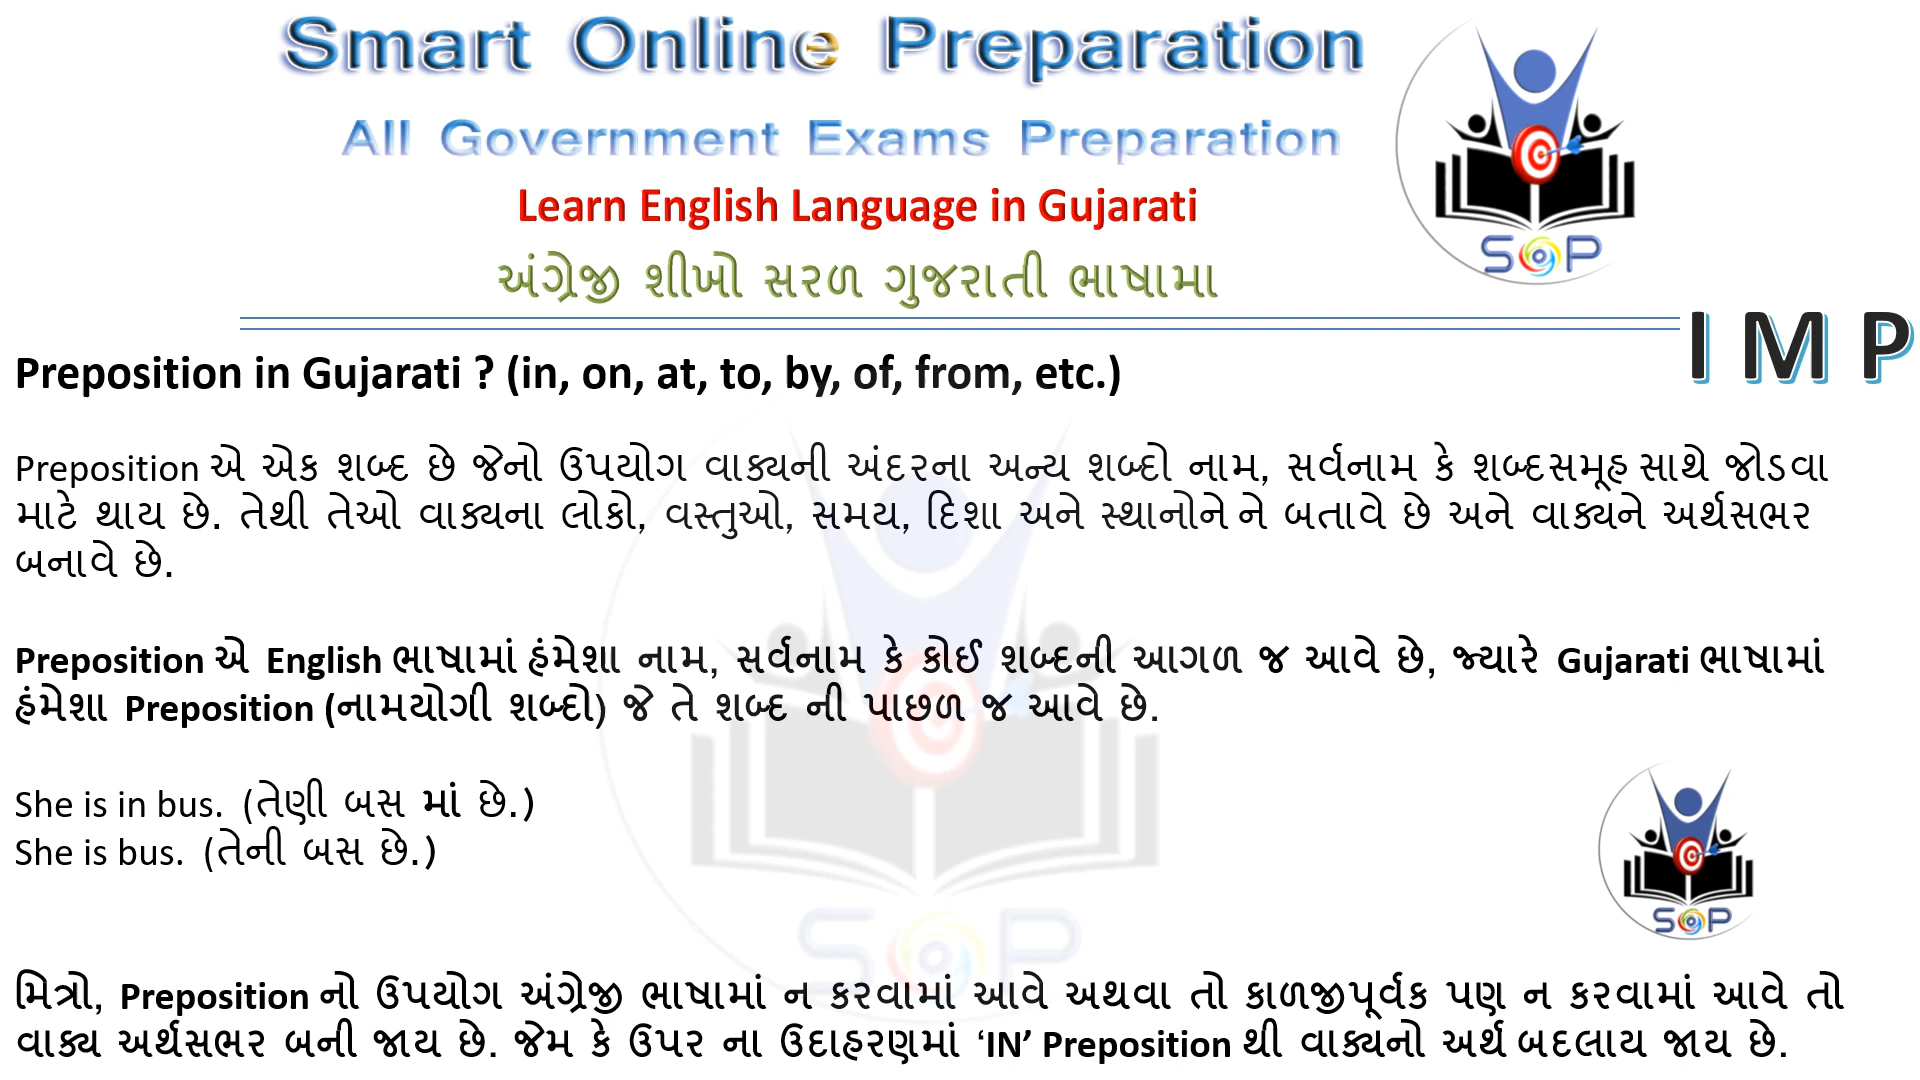 Smart Online Preparation
All Government Exams Preparation
Learn English Language in Gujarati
અંગ્રેજી શીખો સરળ ગુજરાતી ભાષામા
SOP
I M P
Preposition in Gujarati ? (in, on, at, to, by, of, from, etc.)
Preposition એ એક શબ્દ છે જેનો ઉપયોગ વાક્યની અંદરના અન્ય શબ્દો નામ, સર્વનામ કે શબ્દસમૂહ સાથે જોડવા
માટે થાય છે. તેથી તેઓ વાક્યના લોકો, વસ્તુઓ, સમય, દિશા અને સ્થાનોને ને બતાવે છે અને વાક્યને અર્થસભર
બનાવે છે.
Preposition એ English ભાષામાં હંમેશા નામ, સર્વનામ કે કોઈ શબ્દની આગળ જ આવે છે, જ્યારે Gujarati ભાષામાં
હંમેશા Preposition (નામયોગી શબ્દો) જે તે શબ્દ ની પાછળ જ આવે છે.
She is in bus. (તેણી બસ માં છે.)
She is bus. (તેની બસ છે.)
SOP
SOP
મિત્રો, Preposition નો ઉપયોગ અંગ્રેજી ભાષામાં ન કરવામાં આવે અથવા તો કાળજીપૂર્વક પણ ન કરવામાં આવે તો
વાક્ય અર્થસભર બની જાય છે. જેમ કે ઉપર ના ઉદાહરણમાં ‘IN’ Preposition થી વાક્યનો અર્થ બદલાય જાય છે.